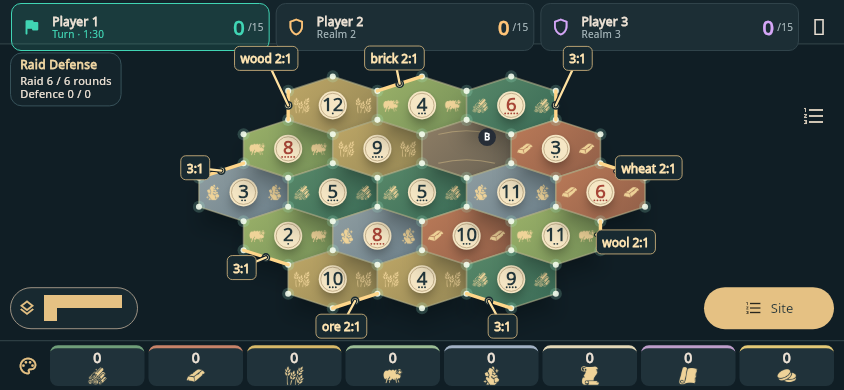 Player 1
Turn · 1:30
0 /15
Player 2
Realm 2
0 /15
Player 3
Realm 3
0 /15
Raid Defense
Raid 6 / 6 rounds
Defence 0 / 0
wood 2:1
brick 2:1
3:1
12
4
6
B
8
9
3
3:1
wheat 2:1
3
5
5
11
6
2
8
10
11
wool 2:1
3:1
10
4
9
ore 2:1
3:1
1
2
3
Site
0
0
0
0
0
0
0
0